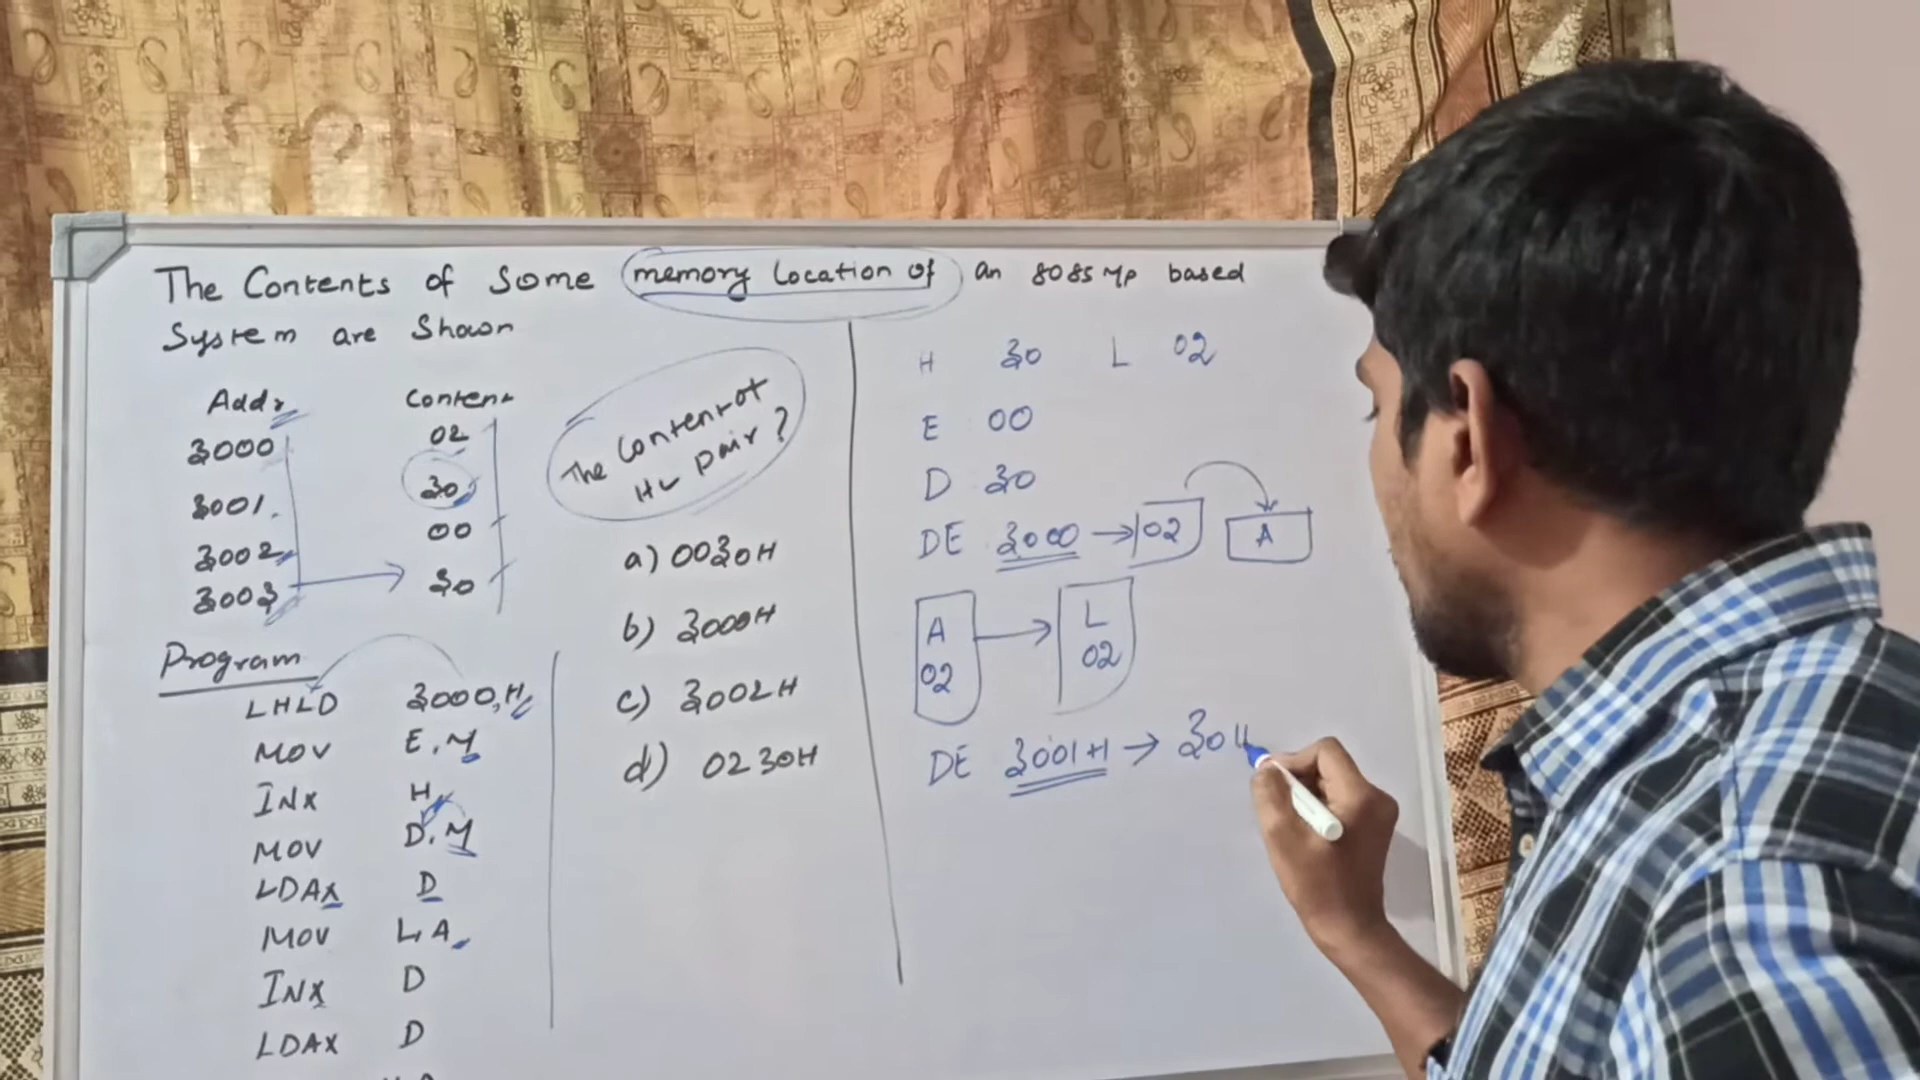 The Contents of Some memory Location of an 8085 μp based
System are Shown
Addr Content
3000 02
3001 30
3002 00
3003 30
The Content of
HL pair?
a) 0030H
b) 3000H
c) 3002H
d) 0230H
Program
LHLD 3000,H
MOV E,M
INX H
MOV D,M
LDAX D
MOV L,A
INX D
LDAX D
H 30 L 02
E 00
D 30
DE 3000 → 02 A
A → L
02 02
DE 3001H → 30H